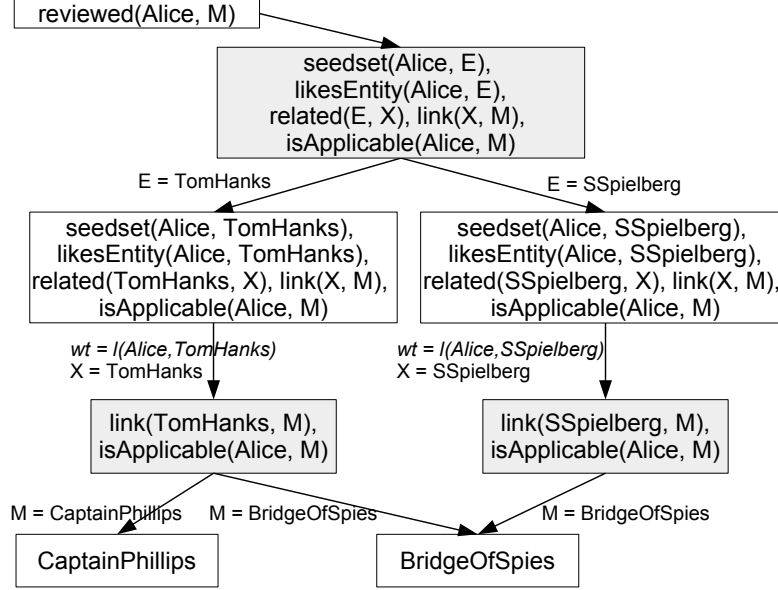 reviewed(Alice, M)
seedset(Alice, E),
likesEntity(Alice, E),
related(E, X), link(X, M),
isApplicable(Alice, M)
E = TomHanks
E = SSpielberg
seedset(Alice, TomHanks),
likesEntity(Alice, TomHanks),
related(TomHanks, X), link(X, M),
isApplicable(Alice, M)
seedset(Alice, SSpielberg),
likesEntity(Alice, SSpielberg),
related(SSpielberg, X), link(X, M),
isApplicable(Alice, M)
wt = l(Alice,TomHanks)
X = TomHanks
wt = l(Alice,SSpielberg)
X = SSpielberg
link(TomHanks, M),
isApplicable(Alice, M)
link(SSpielberg, M),
isApplicable(Alice, M)
M = CaptainPhillips
M = BridgeOfSpies
M = BridgeOfSpies
CaptainPhillips
BridgeOfSpies